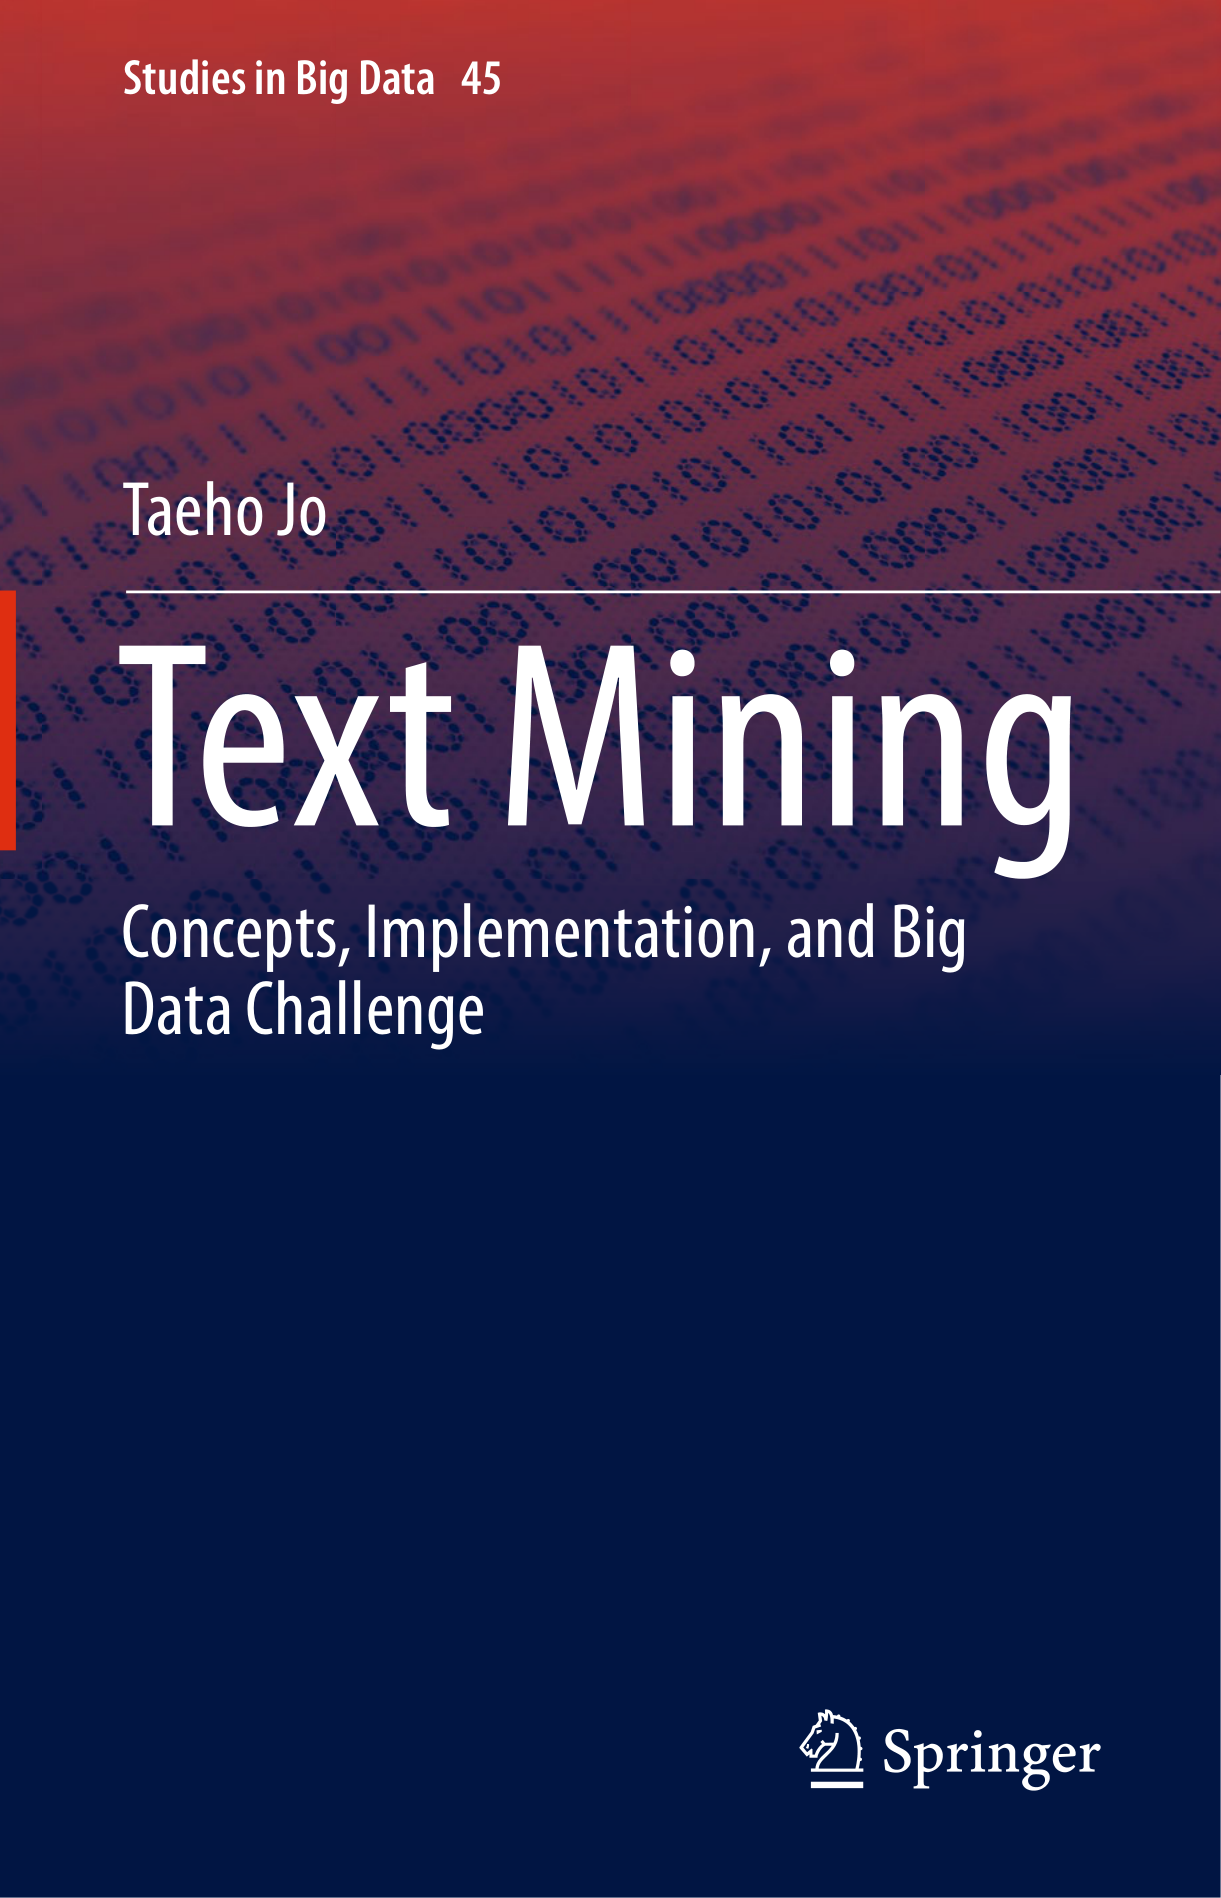 Studies in Big Data 45
Taeho Jo
Text Mining
Concepts, Implementation, and Big
Data Challenge
Springer